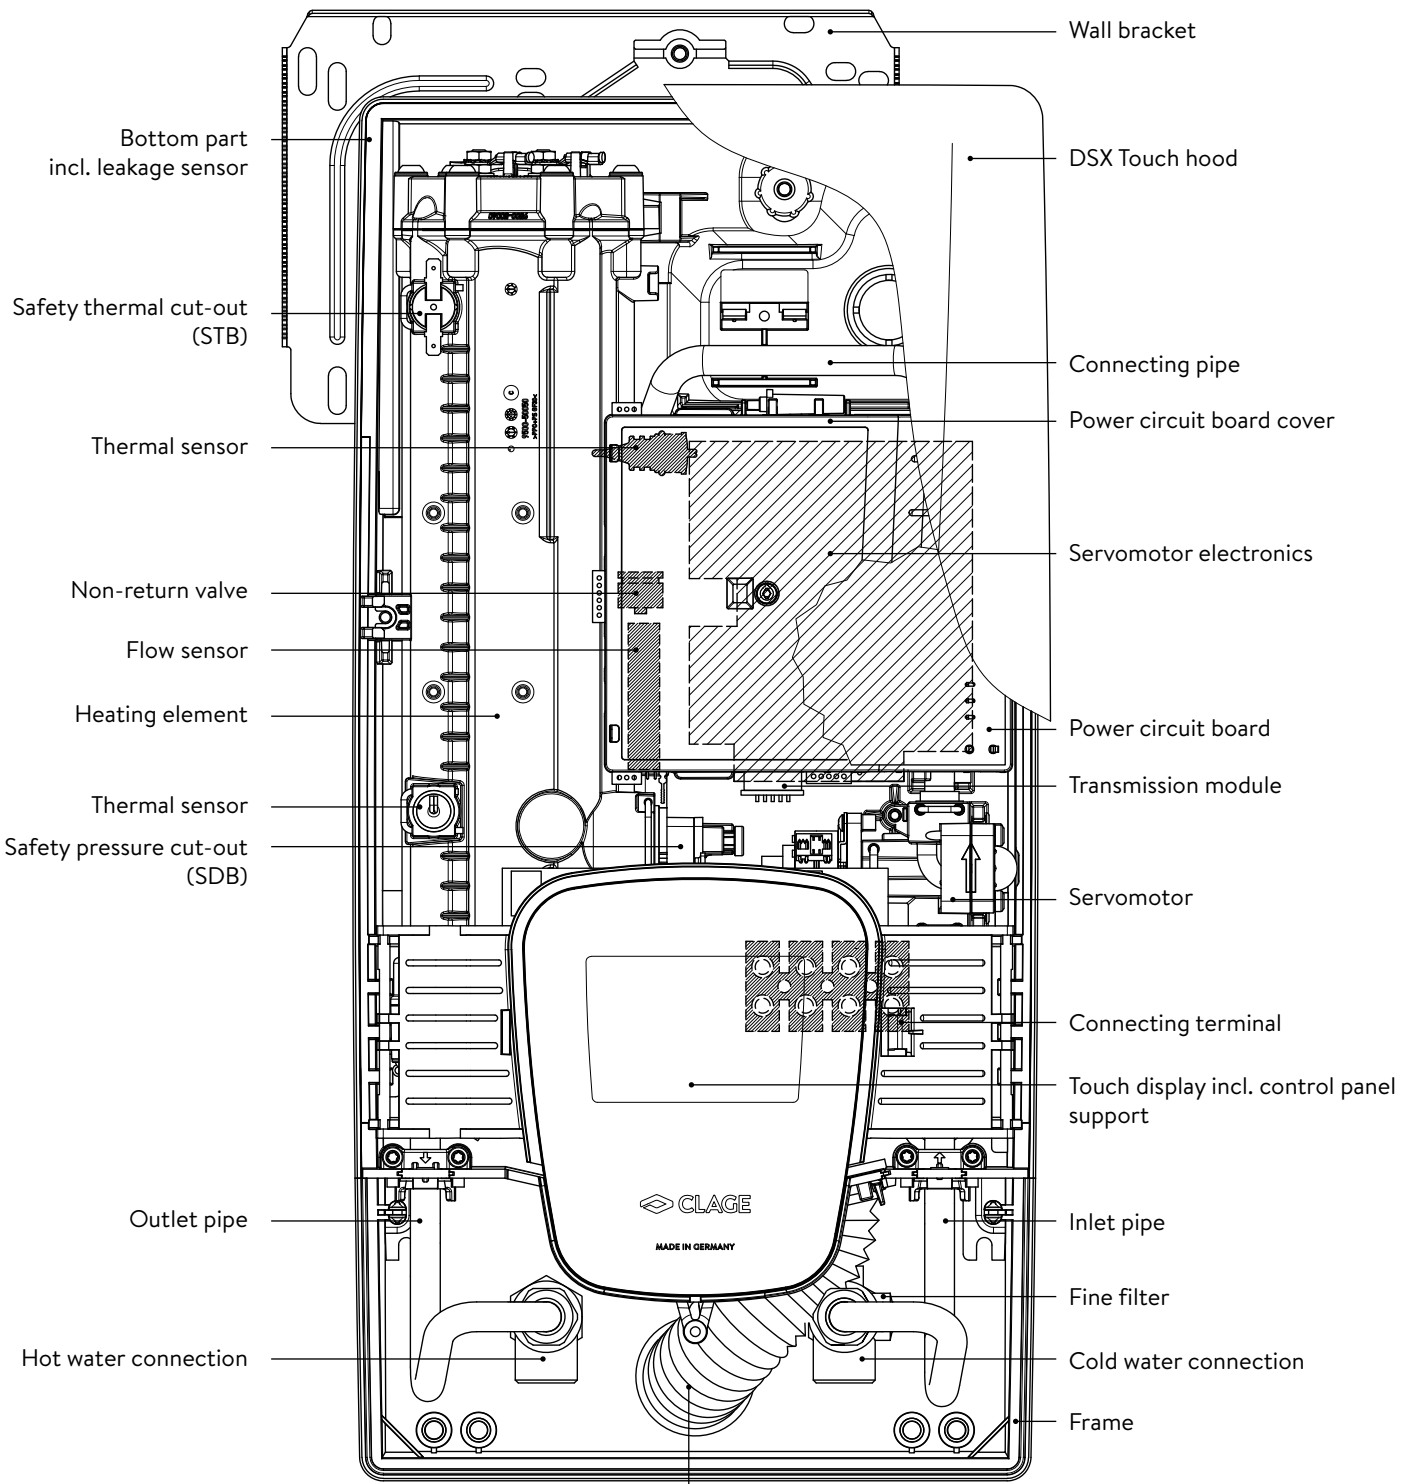 Wall bracket
Bottom part
incl. leakage sensor
DSX Touch hood
Safety thermal cut-out
(STB)
Connecting pipe
Power circuit board cover
Thermal sensor
Servomotor electronics
Non-return valve
Flow sensor
Heating element
Power circuit board
Transmission module
Thermal sensor
Safety pressure cut-out
(SDB)
Servomotor
Connecting terminal
Touch display incl. control panel
support
CLAGE
MADE IN GERMANY
Outlet pipe
Inlet pipe
Fine filter
Hot water connection
Cold water connection
Frame